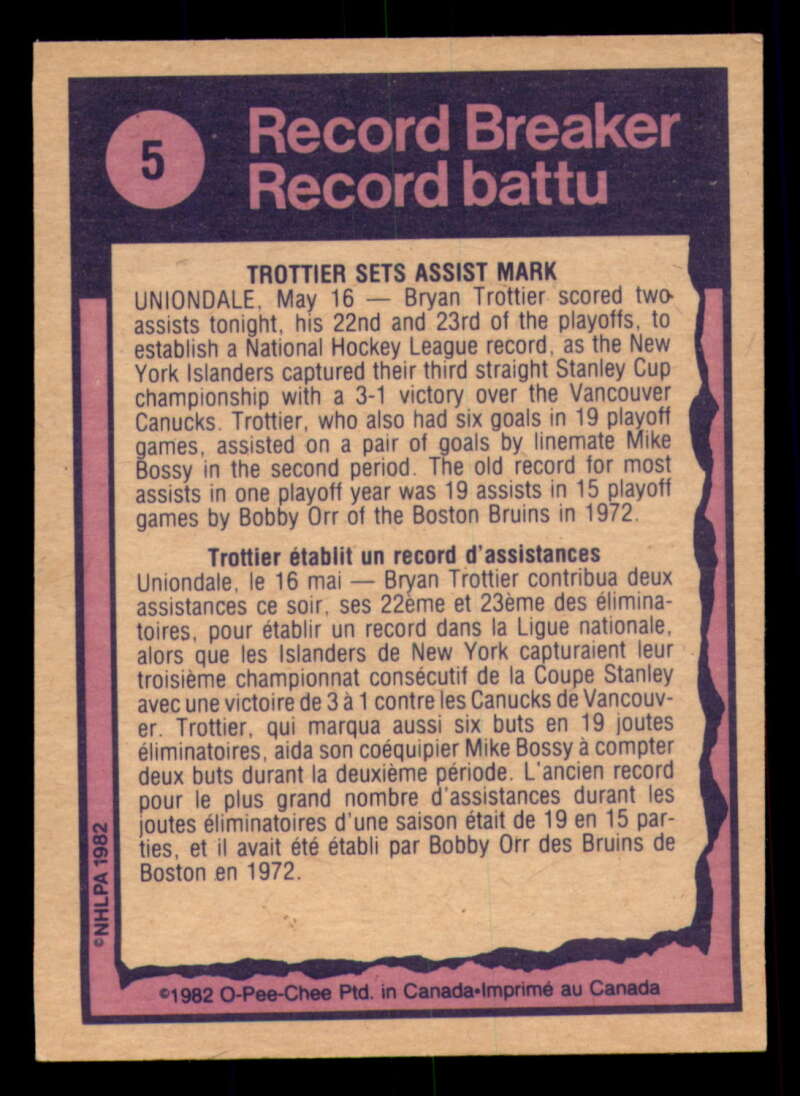 5
Record Breaker
Record battu
TROTTIER SETS ASSIST MARK
UNIONDALE, May 16 — Bryan Trottier scored two
assists tonight, his 22nd and 23rd of the playoffs, to
establish a National Hockey League record, as the New
York Islanders captured their third straight Stanley Cup
championship with a 3-1 victory over the Vancouver
Canucks. Trottier, who also had six goals in 19 playoff
games, assisted on a pair of goals by linemate Mike
Bossy in the second period. The old record for most
assists in one playoff year was 19 assists in 15 playoff
games by Bobby Orr of the Boston Bruins in 1972.
Trottier établit un record d'assistances
Uniondale, le 16 mai — Bryan Trottier contribua deux
assistances ce soir, ses 22ème et 23ème des élimina-
toires, pour établir un record dans la Ligue nationale,
alors que les Islanders de New York capturaient leur
troisième championnat consécutif de la Coupe Stanley
avec une victoire de 3 à 1 contre les Canucks de Vancouv-
er. Trottier, qui marqua aussi six buts en 19 joutes
éliminatoires, aida son coéquipier Mike Bossy à compter
deux buts durant la deuxième période. L'ancien record
pour le plus grand nombre d'assistances durant les
joutes éliminatoires d'une saison était de 19 en 15 par-
ties, et il avait été établi par Bobby Orr des Bruins de
Boston en 1972.
©NHLPA 1982
©1982 O-Pee-Chee Ptd. in Canada•Imprimé au Canada